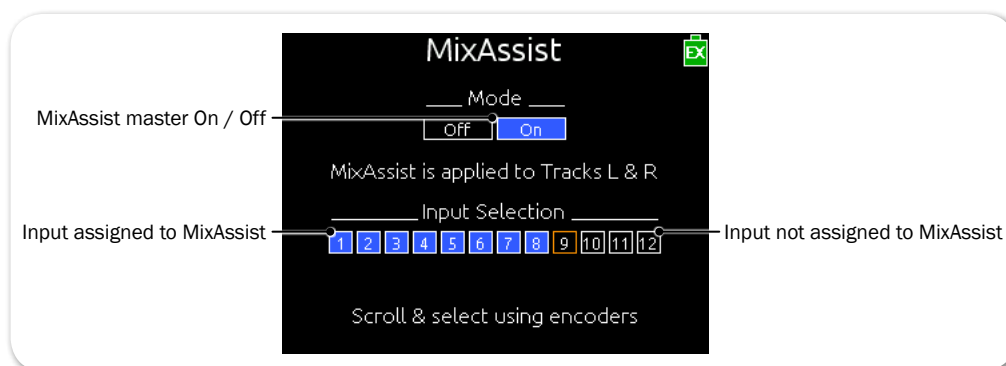 MixAssist
EX
Mode
MixAssist master On / Off
Off On
MixAssist is applied to Tracks L & R
Input Selection
Input assigned to MixAssist
1 2 3 4 5 6 7 8 9 10 11 12
Input not assigned to MixAssist
Scroll & select using encoders